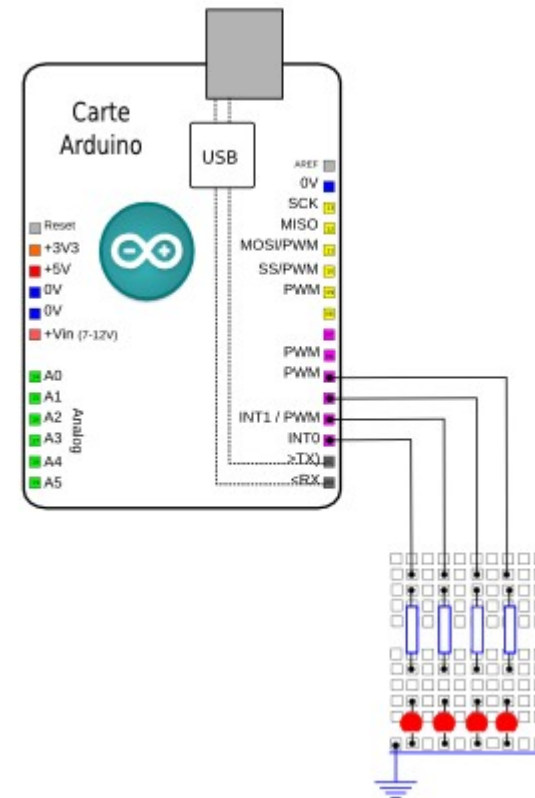 Carte
Arduino
USB
AREF
0V
SCK
MISO
MOSI/PWM
SS/PWM
PWM
Reset
+3V3
+5V
0V
0V
+Vin (7-12V)
PWM
PWM
INT1 / PWM
INT0
>TX)
<RX
A0
A1
A2
A3
A4
A5
Analog